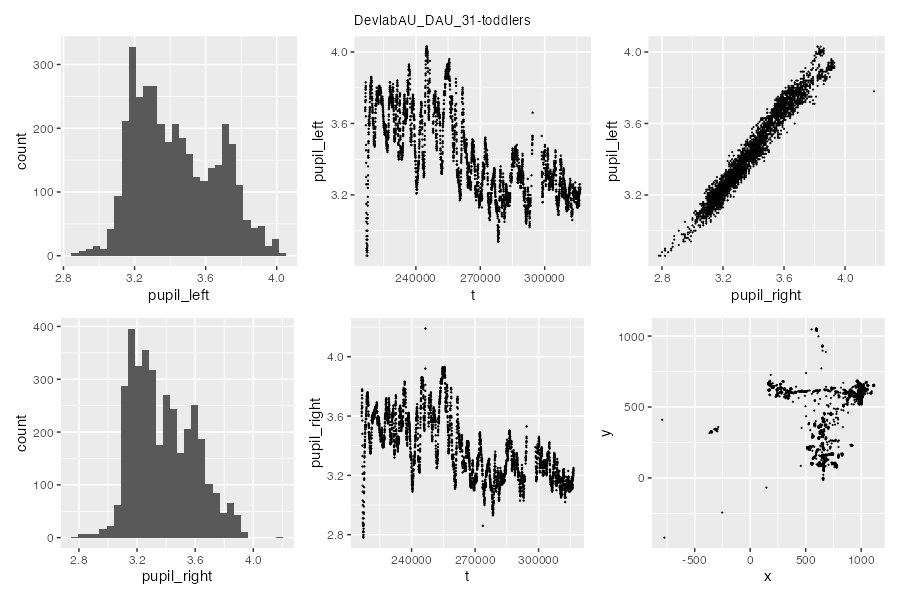 DevlabAU_DAU_31-toddlers
300
200
100
0
count
2.8 3.2 3.6 4.0
pupil_left
4.0
3.6
3.2
pupil_left
240000 270000 300000
t
4.0
3.6
3.2
pupil_left
2.8 3.2 3.6 4.0
pupil_right
400
300
200
100
0
count
2.8 3.2 3.6 4.0
pupil_right
4.0
3.6
3.2
2.8
pupil_right
240000 270000 300000
t
1000
500
0
y
-500 0 500 1000
x